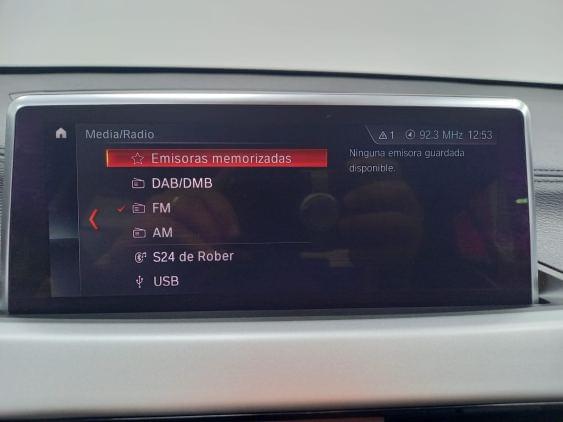 Media/Radio
1 92.3 MHz 12:53
Emisoras memorizadas
Ninguna emisora guardada
disponible.
DAB/DMB
FM
AM
S24 de Rober
USB